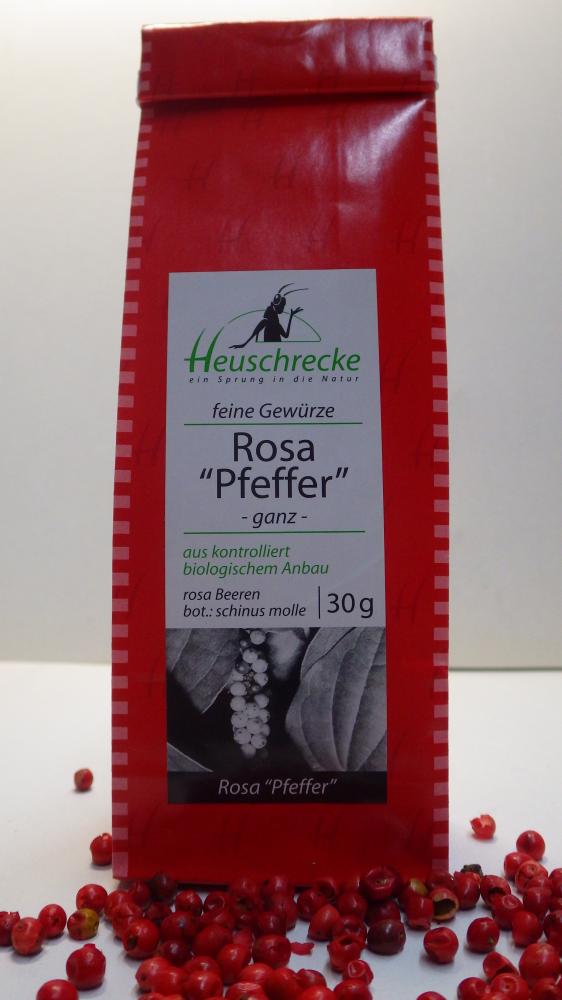 Heuschrecke
ein Sprung in die Natur
feine Gewürze
Rosa
“Pfeffer”
- ganz -
aus kontrolliert
biologischem Anbau
rosa Beeren
bot.: schinus molle
30 g
Rosa “Pfeffer”